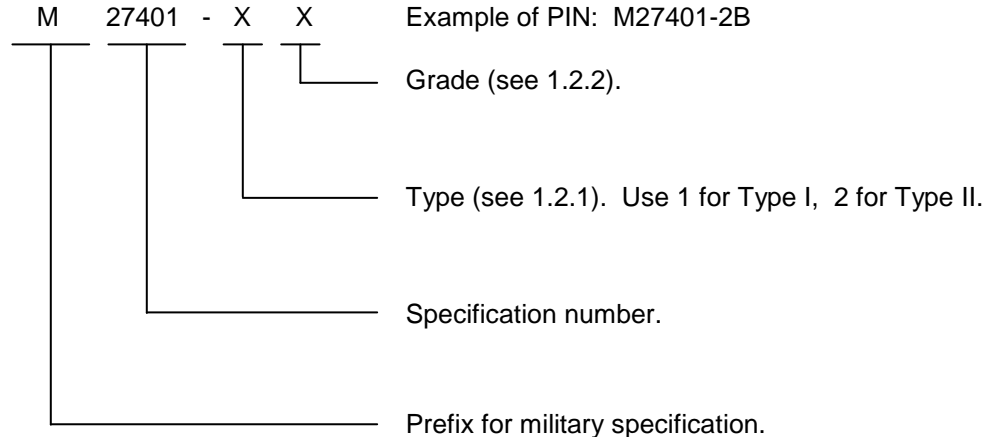 M 27401 - X X Example of PIN: M27401-2B
Grade (see 1.2.2).
Type (see 1.2.1). Use 1 for Type I, 2 for Type II.
Specification number.
Prefix for military specification.